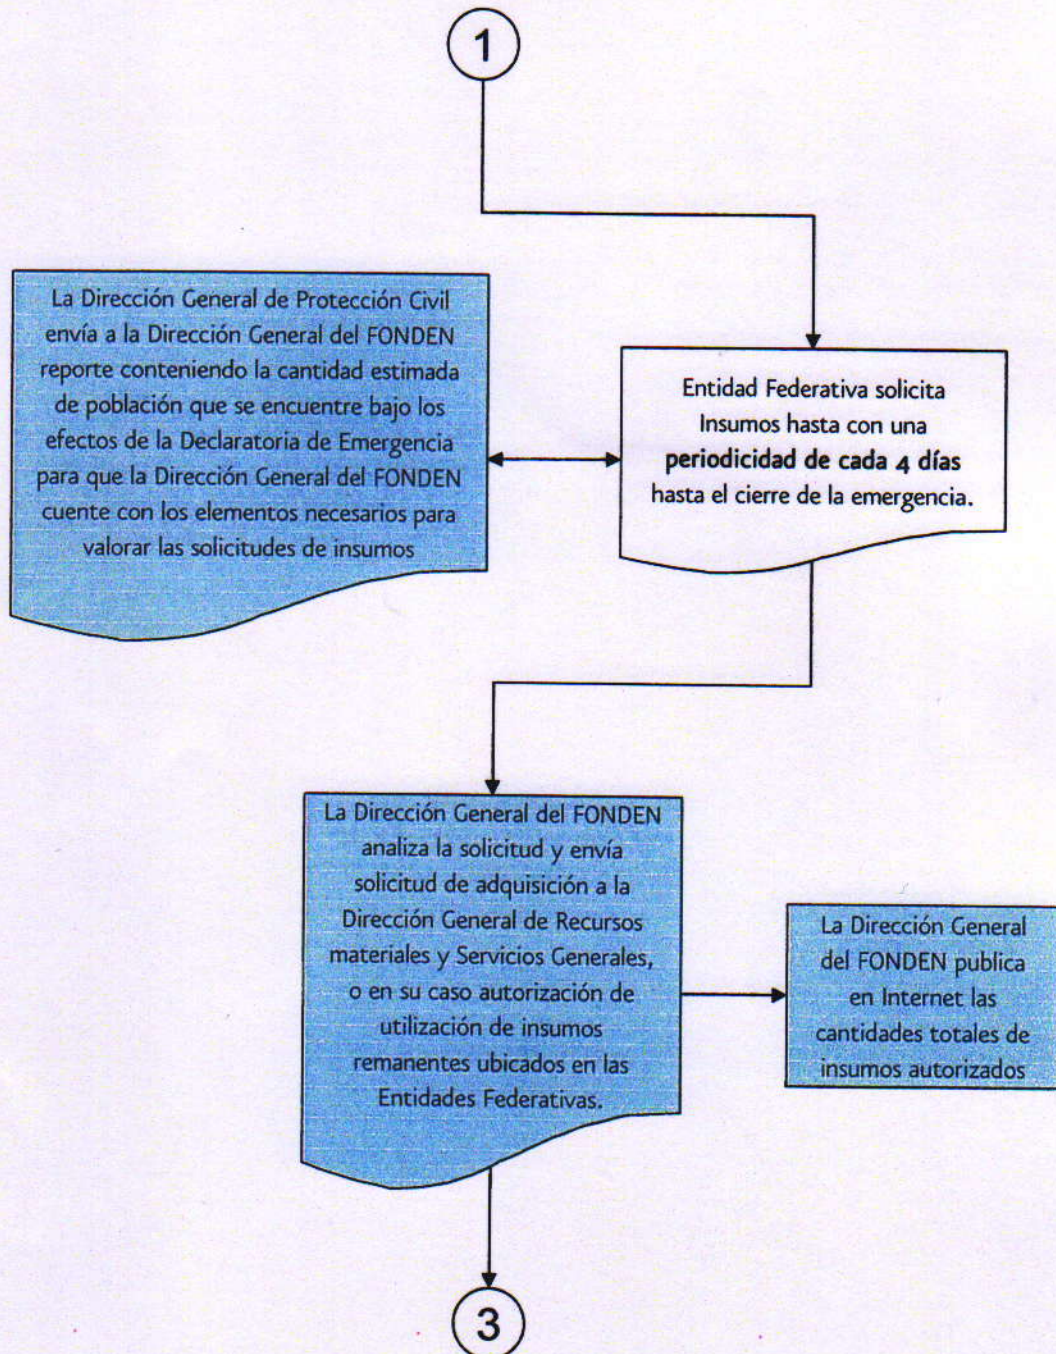 1
La Dirección General de Protección Civil
envía a la Dirección General del FONDEN
reporte conteniendo la cantidad estimada
de población que se encuentre bajo los
efectos de la Declaratoria de Emergencia
para que la Dirección General del FONDEN
cuente con los elementos necesarios para
valorar las solicitudes de insumos
Entidad Federativa solicita
Insumos hasta con una
periodicidad de cada 4 días
hasta el cierre de la emergencia.
La Dirección General del FONDEN
analiza la solicitud y envía
solicitud de adquisición a la
Dirección General de Recursos
materiales y Servicios Generales,
o en su caso autorización de
utilización de insumos
remanentes ubicados en las
Entidades Federativas.
La Dirección General
del FONDEN publica
en Internet las
cantidades totales de
insumos autorizados
3